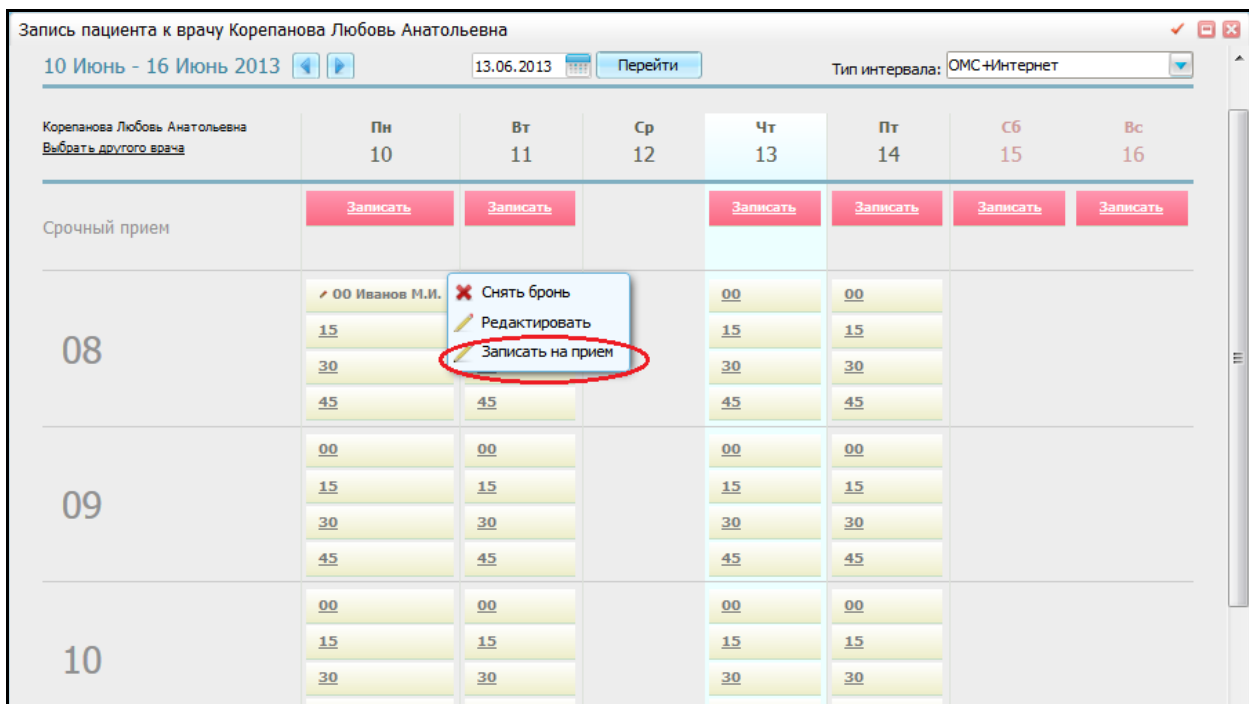 Запись пациента к врачу Корепанова Любовь Анатольевна
10 Июнь - 16 Июнь 2013 13.06.2013 Перейти Тип интервала: ОМС+Интернет
Корепанова Любовь Анатольевна
Выбрать другого врача
Пн Вт Ср Чт Пт Сб Вс
10 11 12 13 14 15 16
Срочный прием
Записать Записать Записать Записать Записать Записать
08
00 Иванов М.И. 00 00
15 15 15
30 30 30
45 45 45 45
Снять бронь
Редактировать
Записать на прием
09
00 00 00 00
15 15 15 15
30 30 30 30
45 45 45 45
10
00 00 00 00
15 15 15 15
30 30 30 30